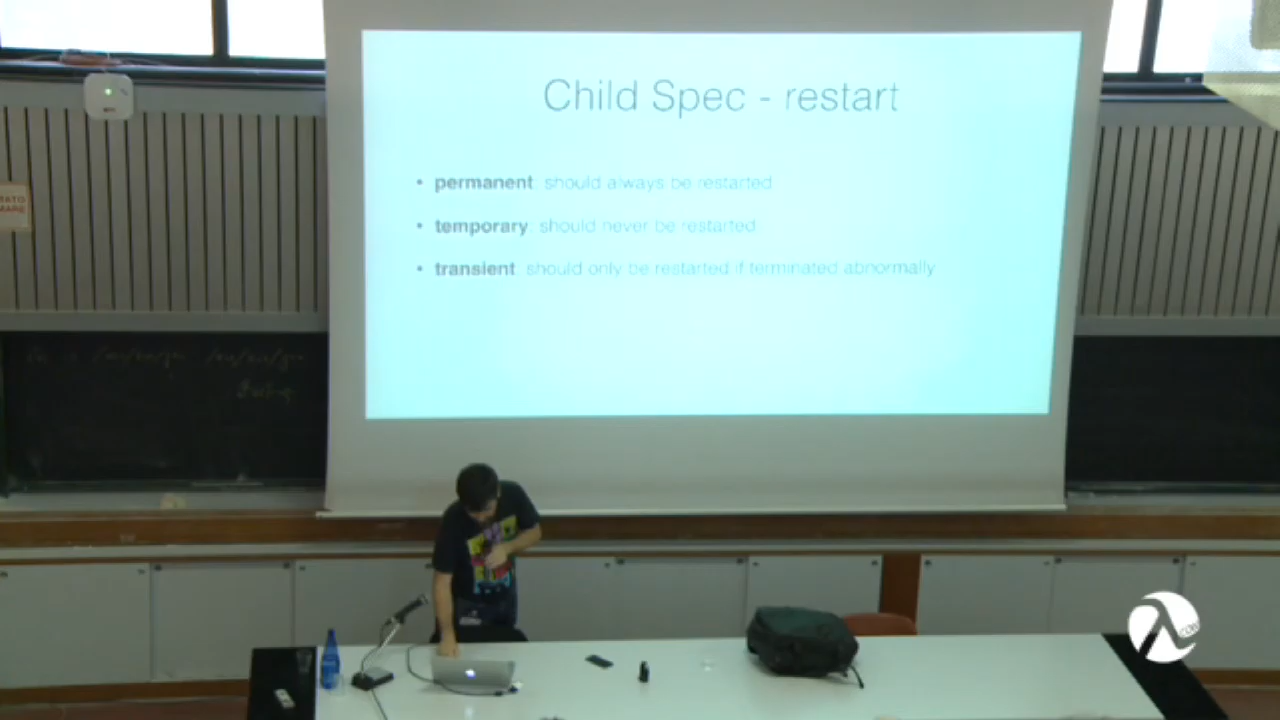 Child Spec - restart
• permanent: should always be restarted
• temporary: should never be restarted
• transient: should only be restarted if terminated abnormally